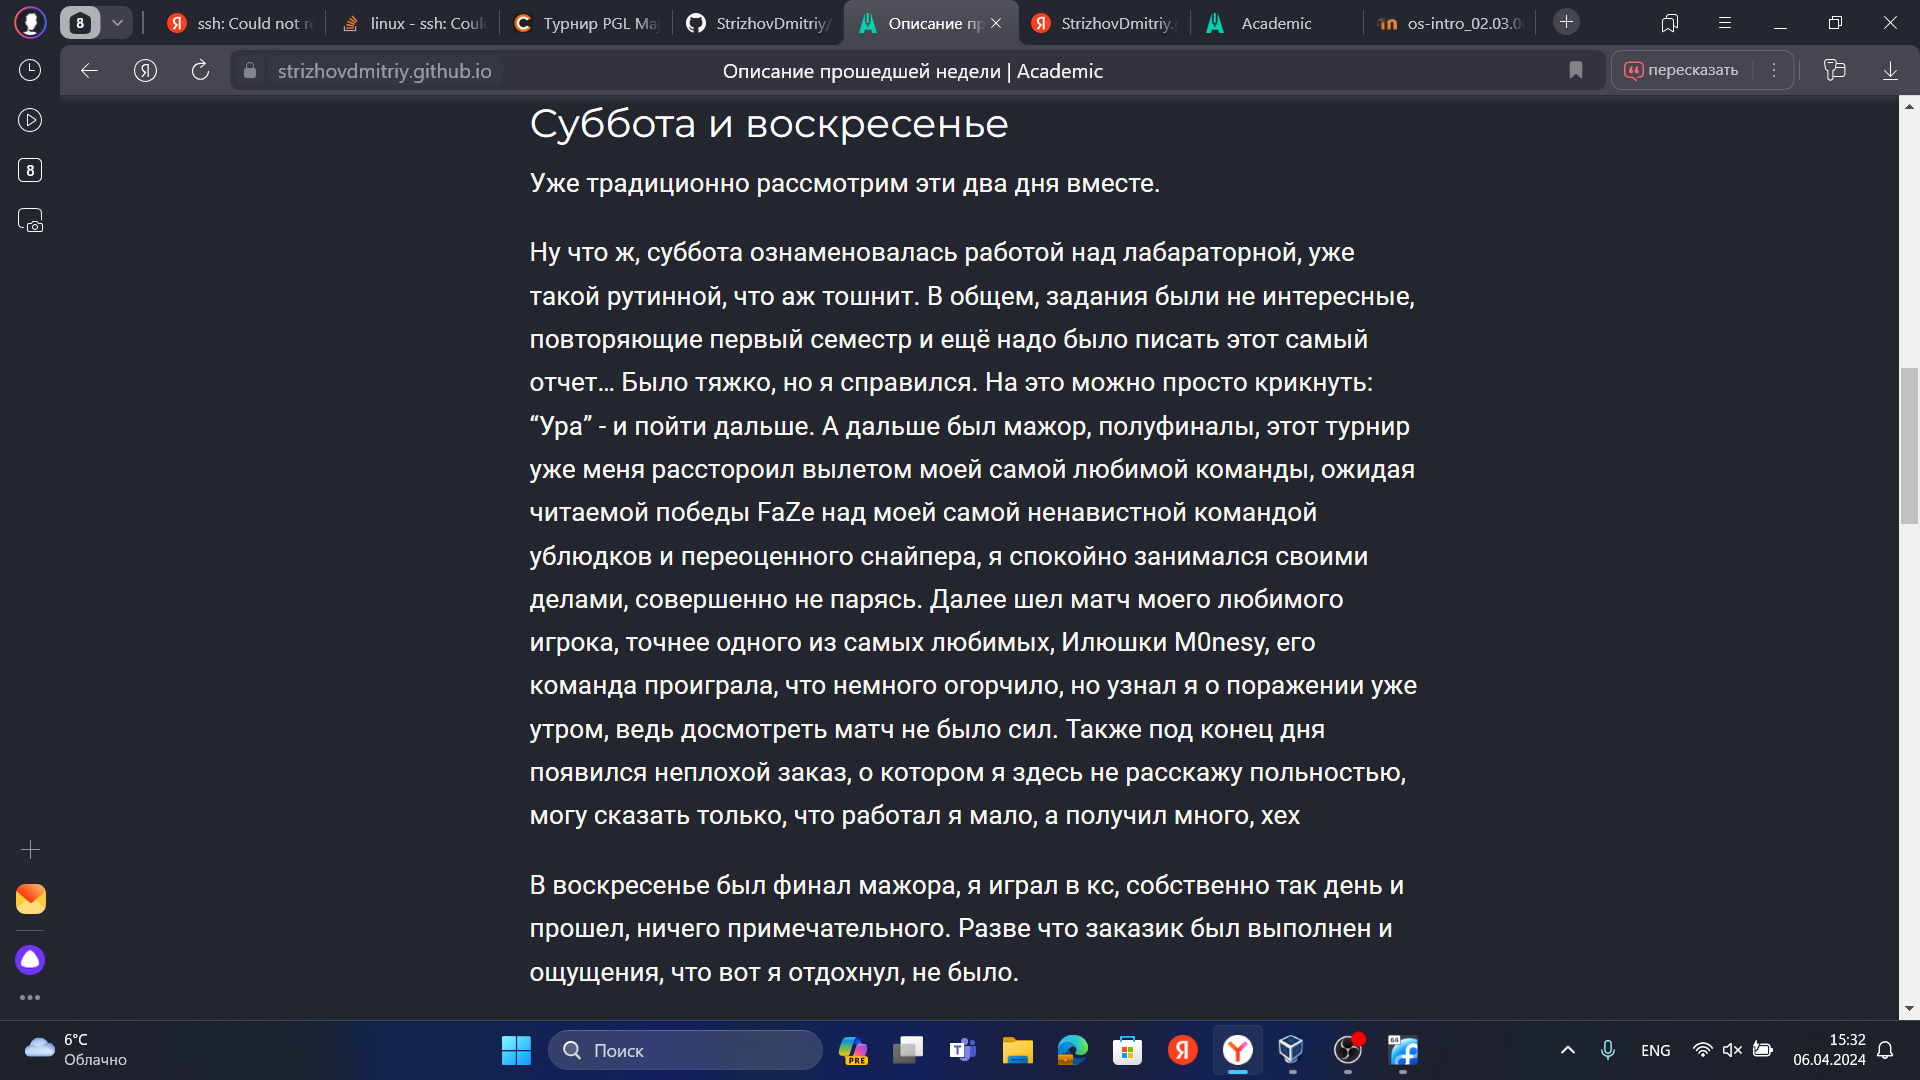 8
ssh: Could not re
linux - ssh: Coul
Турнир PGL Maj
StrizhovDmitriy/
Описание пр
StrizhovDmitriy.g
Academic
os-intro_02.03.0
strizhovdmitriy.github.io
Описание прошедшей недели | Academic
пересказать
8
Суббота и воскресенье
Уже традиционно рассмотрим эти два дня вместе.
Ну что ж, суббота ознаменовалась работой над лабараторной, уже
такой рутинной, что аж тошнит. В общем, задания были не интересные,
повторяющие первый семестр и ещё надо было писать этот самый
отчет… Было тяжко, но я справился. На это можно просто крикнуть:
“Ура” - и пойти дальше. А дальше был мажор, полуфиналы, этот турнир
уже меня расстороил вылетом моей самой любимой команды, ожидая
читаемой победы FaZe над моей самой ненавистной командой
ублюдков и переоценного снайпера, я спокойно занимался своими
делами, совершенно не парясь. Далее шел матч моего любимого
игрока, точнее одного из самых любимых, Илюшки M0nesy, его
команда проиграла, что немного огорчило, но узнал я о поражении уже
утром, ведь досмотреть матч не было сил. Также под конец дня
появился неплохой заказ, о котором я здесь не расскажу польностью,
могу сказать только, что работал я мало, а получил много, хех
В воскресенье был финал мажора, я играл в кс, собственно так день и
прошел, ничего примечательного. Разве что заказик был выполнен и
ощущения, что вот я отдохнул, не было.
6°C
Облачно
Поиск
PRE
64
ENG
15:32
06.04.2024